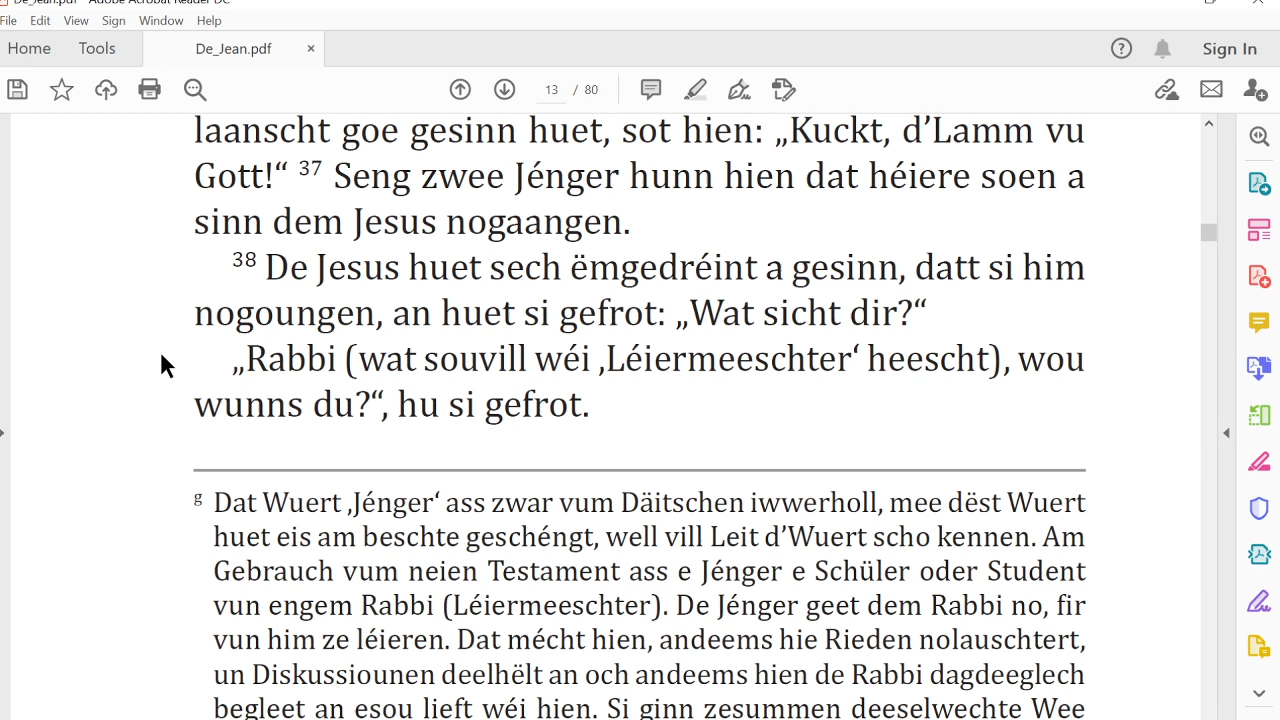 De_Jean.pdf - Adobe Acrobat Reader DC
File Edit View Sign Window Help
Home Tools De_Jean.pdf × Sign In
13 / 80
laanscht goe gesinn huet, sot hien: „Kuckt, d’Lamm vu
Gott!“ 37 Seng zwee Jénger hunn hien dat héiere soen a
sinn dem Jesus nogaangen.
38 De Jesus huet sech ëmgedréint a gesinn, datt si him
nogoungen, an huet si gefrot: „Wat sicht dir?“
„Rabbi (wat souvill wéi ‚Léiermeeschter‘ heescht), wou
wunns du?“, hu si gefrot.
g Dat Wuert ‚Jénger‘ ass zwar vum Däitschen iwwerholl, mee dëst Wuert
huet eis am beschte geschéngt, well vill Leit d’Wuert scho kennen. Am
Gebrauch vum neien Testament ass e Jénger e Schüler oder Student
vun engem Rabbi (Léiermeeschter). De Jénger geet dem Rabbi no, fir
vun him ze léieren. Dat mécht hien, andeems hie Rieden nolauschtert,
un Diskussiounen deelhëlt an och andeems hien de Rabbi dagdeeglech
begleet an esou lieft wéi hien. Si ginn zesummen deeselwechte Wee